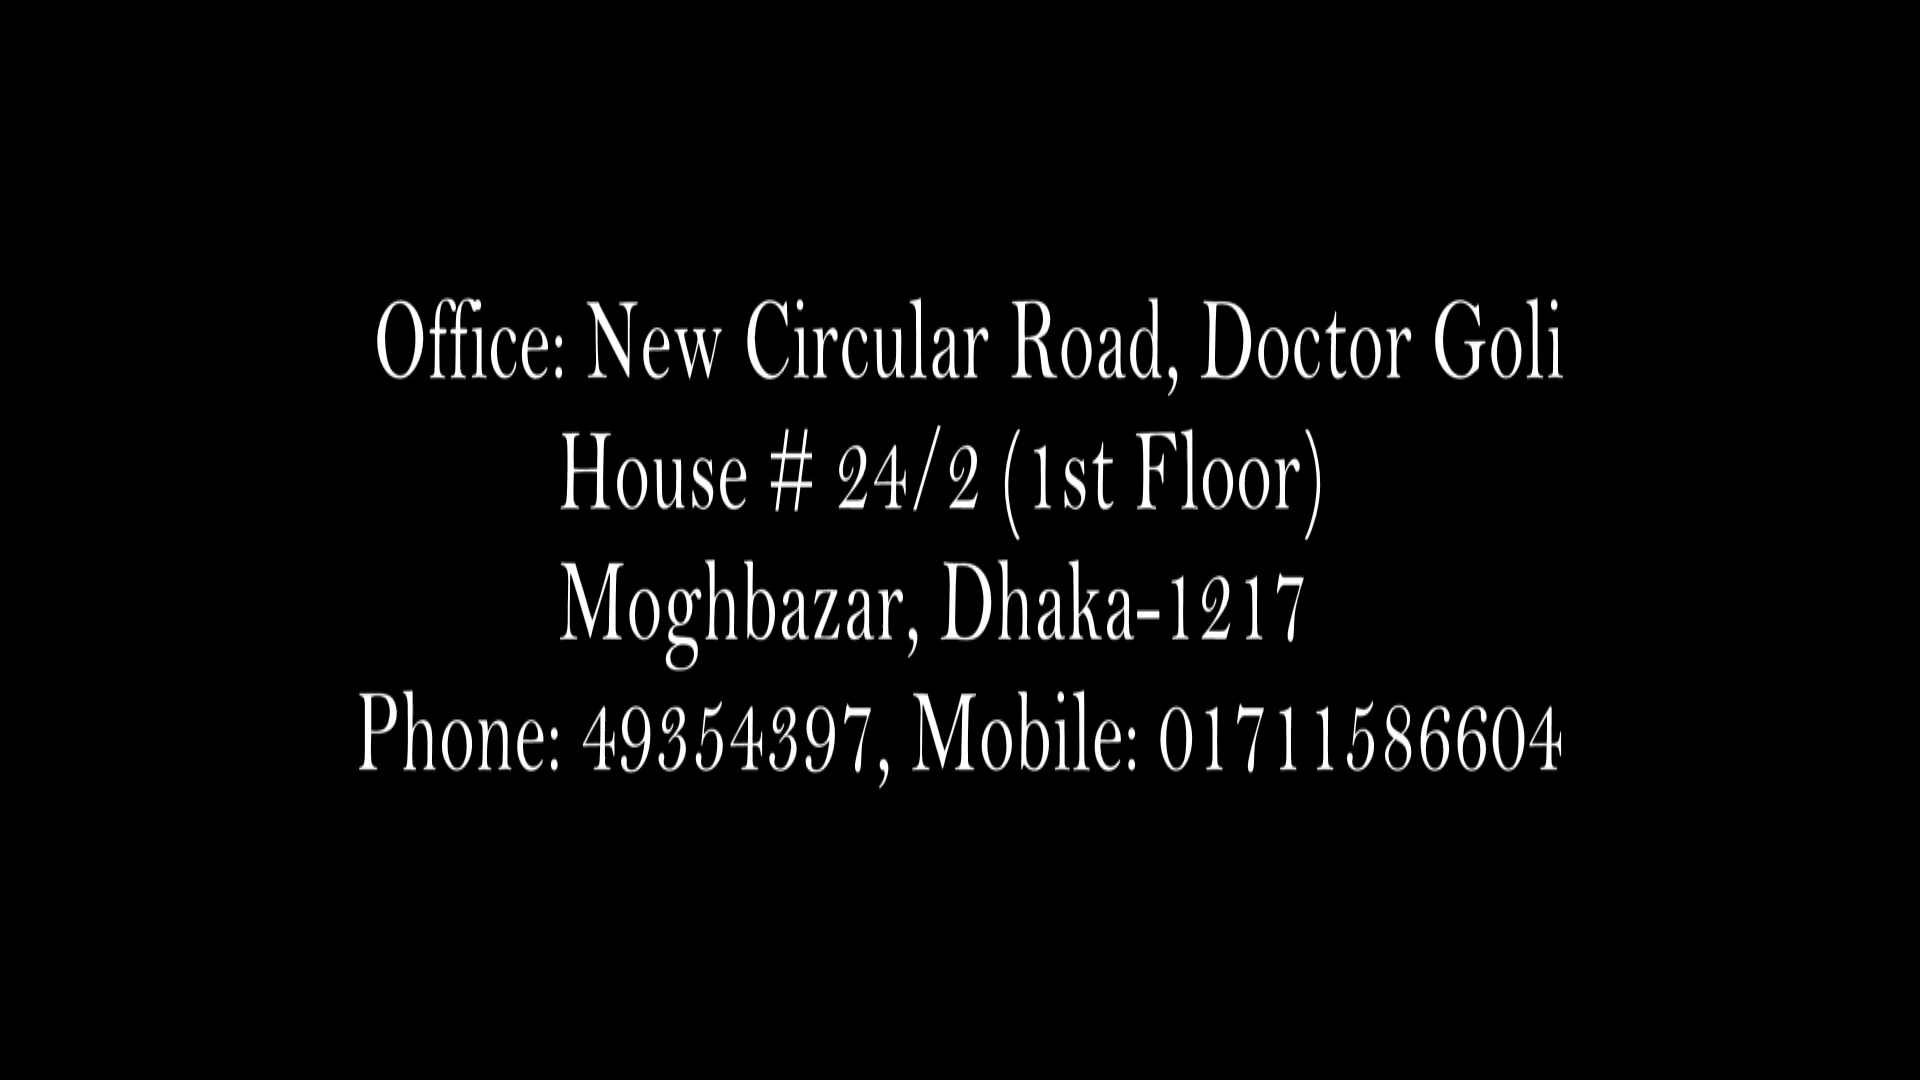 Office: New Circular Road, Doctor Goli
House # 24/2 (1st Floor)
Moghbazar, Dhaka-1217
Phone: 49354397, Mobile: 01711586604